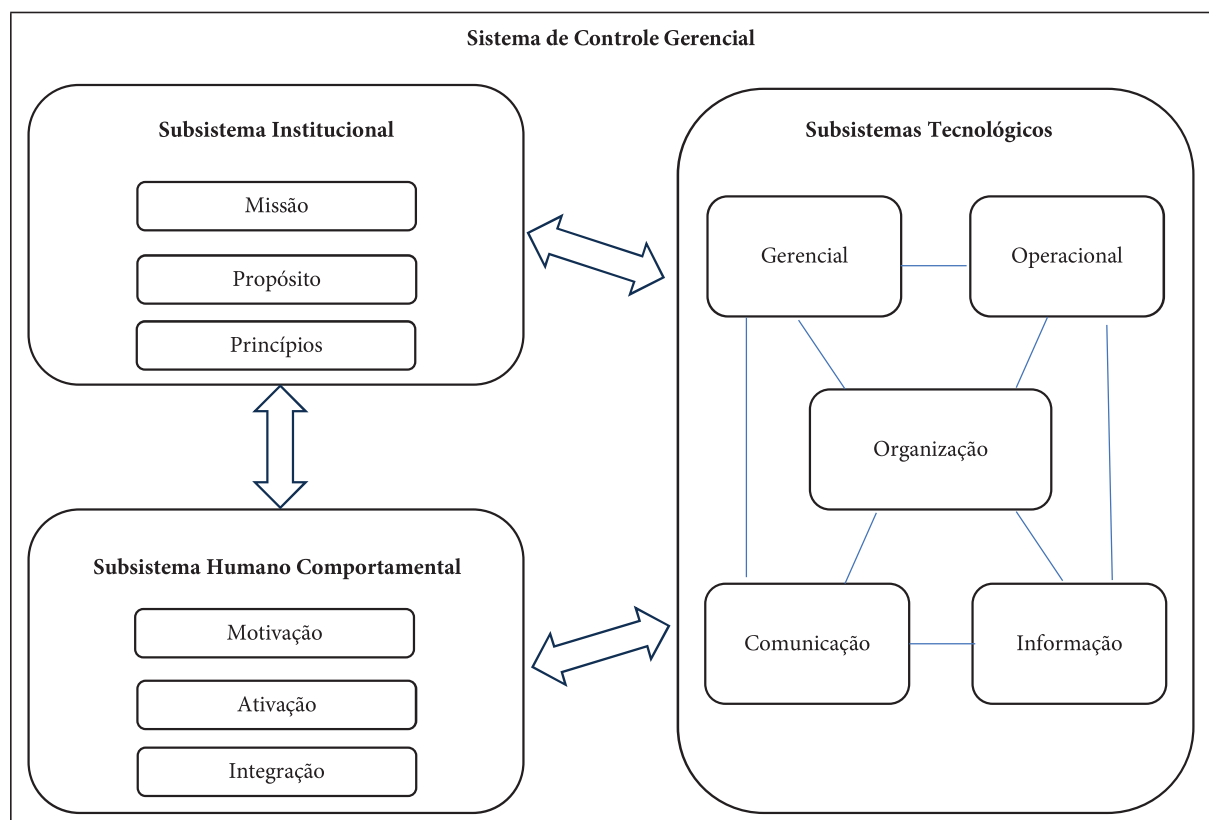 Sistema de Controle Gerencial
Subsistema Institucional
Missão
Propósito
Princípios
Subsistema Humano Comportamental
Motivação
Ativação
Integração
Subsistemas Tecnológicos
Gerencial
Operacional
Organização
Comunicação
Informação